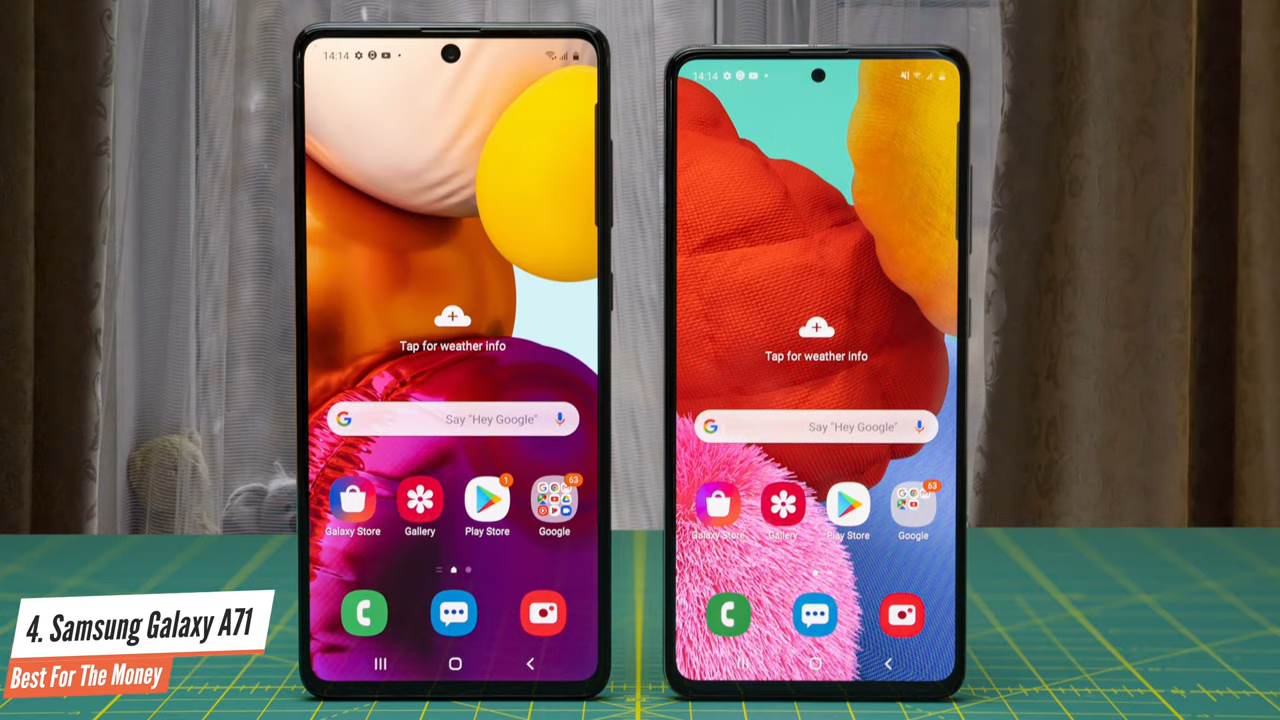 14:14
Tap for weather info
Say "Hey Google"
1
63
Galaxy Store
Gallery
Play Store
Google
14:14
Tap for weather info
Say "Hey Google"
63
Galaxy Store
Gallery
Play Store
Google
4. Samsung Galaxy A71
Best For The Money